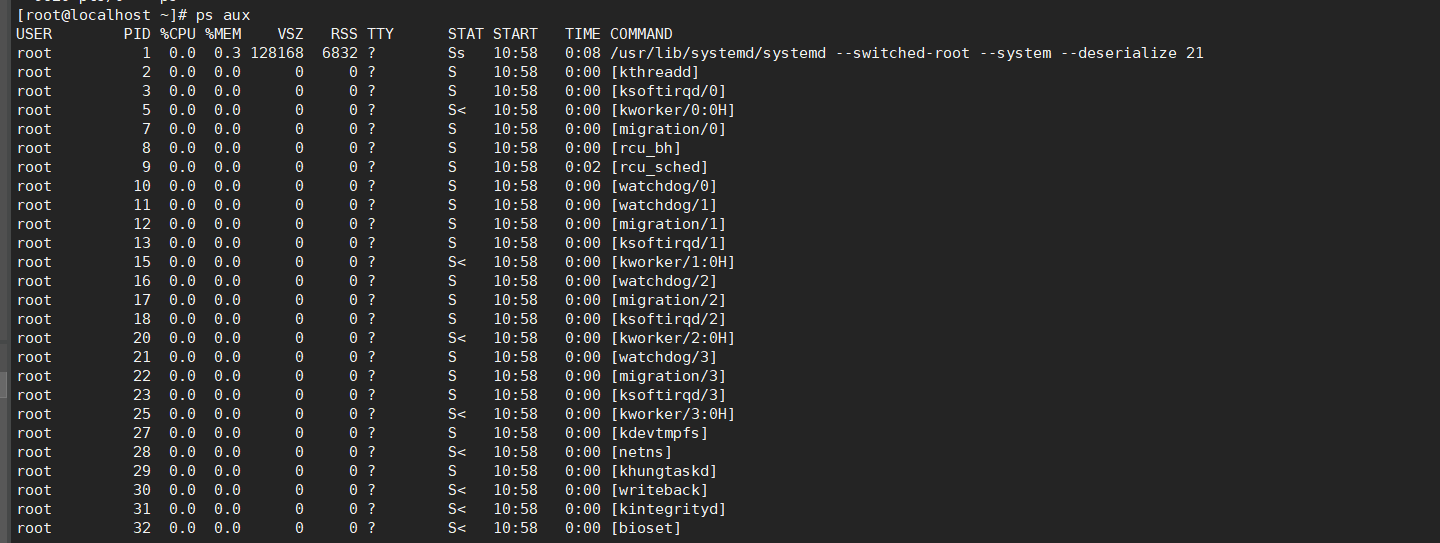 [root@localhost ~]# ps aux
USER        PID %CPU %MEM    VSZ   RSS TTY      STAT START   TIME COMMAND
root          1  0.0  0.3 128168  6832 ?        Ss   10:58   0:08 /usr/lib/systemd/systemd --switched-root --system --deserialize 21
root          2  0.0  0.0      0     0 ?        S    10:58   0:00 [kthreadd]
root          3  0.0  0.0      0     0 ?        S    10:58   0:00 [ksoftirqd/0]
root          5  0.0  0.0      0     0 ?        S<   10:58   0:00 [kworker/0:0H]
root          7  0.0  0.0      0     0 ?        S    10:58   0:00 [migration/0]
root          8  0.0  0.0      0     0 ?        S    10:58   0:00 [rcu_bh]
root          9  0.0  0.0      0     0 ?        S    10:58   0:02 [rcu_sched]
root         10  0.0  0.0      0     0 ?        S    10:58   0:00 [watchdog/0]
root         11  0.0  0.0      0     0 ?        S    10:58   0:00 [watchdog/1]
root         12  0.0  0.0      0     0 ?        S    10:58   0:00 [migration/1]
root         13  0.0  0.0      0     0 ?        S    10:58   0:00 [ksoftirqd/1]
root         15  0.0  0.0      0     0 ?        S<   10:58   0:00 [kworker/1:0H]
root         16  0.0  0.0      0     0 ?        S    10:58   0:00 [watchdog/2]
root         17  0.0  0.0      0     0 ?        S    10:58   0:00 [migration/2]
root         18  0.0  0.0      0     0 ?        S    10:58   0:00 [ksoftirqd/2]
root         20  0.0  0.0      0     0 ?        S<   10:58   0:00 [kworker/2:0H]
root         21  0.0  0.0      0     0 ?        S    10:58   0:00 [watchdog/3]
root         22  0.0  0.0      0     0 ?        S    10:58   0:00 [migration/3]
root         23  0.0  0.0      0     0 ?        S    10:58   0:00 [ksoftirqd/3]
root         25  0.0  0.0      0     0 ?        S<   10:58   0:00 [kworker/3:0H]
root         27  0.0  0.0      0     0 ?        S    10:58   0:00 [kdevtmpfs]
root         28  0.0  0.0      0     0 ?        S<   10:58   0:00 [netns]
root         29  0.0  0.0      0     0 ?        S    10:58   0:00 [khungtaskd]
root         30  0.0  0.0      0     0 ?        S<   10:58   0:00 [writeback]
root         31  0.0  0.0      0     0 ?        S<   10:58   0:00 [kintegrityd]
root         32  0.0  0.0      0     0 ?        S<   10:58   0:00 [bioset]